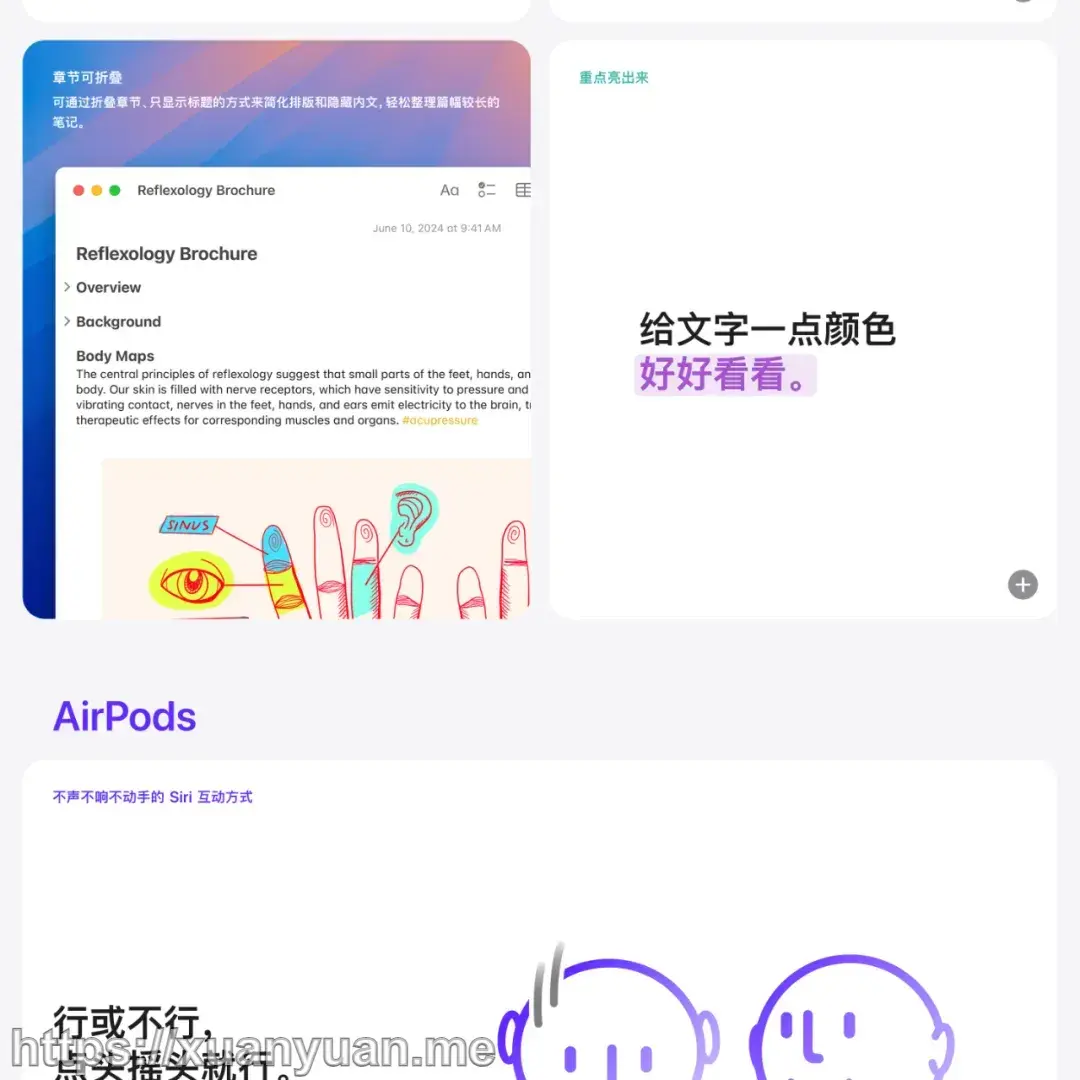 章节可折叠
可通过折叠章节、只显示标题的方式来简化排版和隐藏内文，轻松整理篇幅较长的
笔记。
Reflexology Brochure
Aa
June 10, 2024 at 9:41 AM
Reflexology Brochure
Overview
Background
Body Maps
The central principles of reflexology suggest that small parts of the feet, hands, an
body. Our skin is filled with nerve receptors, which have sensitivity to pressure and
vibrating contact, nerves in the feet, hands, and ears emit electricity to the brain, t
therapeutic effects for corresponding muscles and organs. #acupressure
SINUS
重点亮出来
给文字一点颜色
好好看看。
AirPods
不声不响不动手的 Siri 互动方式
行或不行，
点头摇头就行。
https://xuanyuan.me